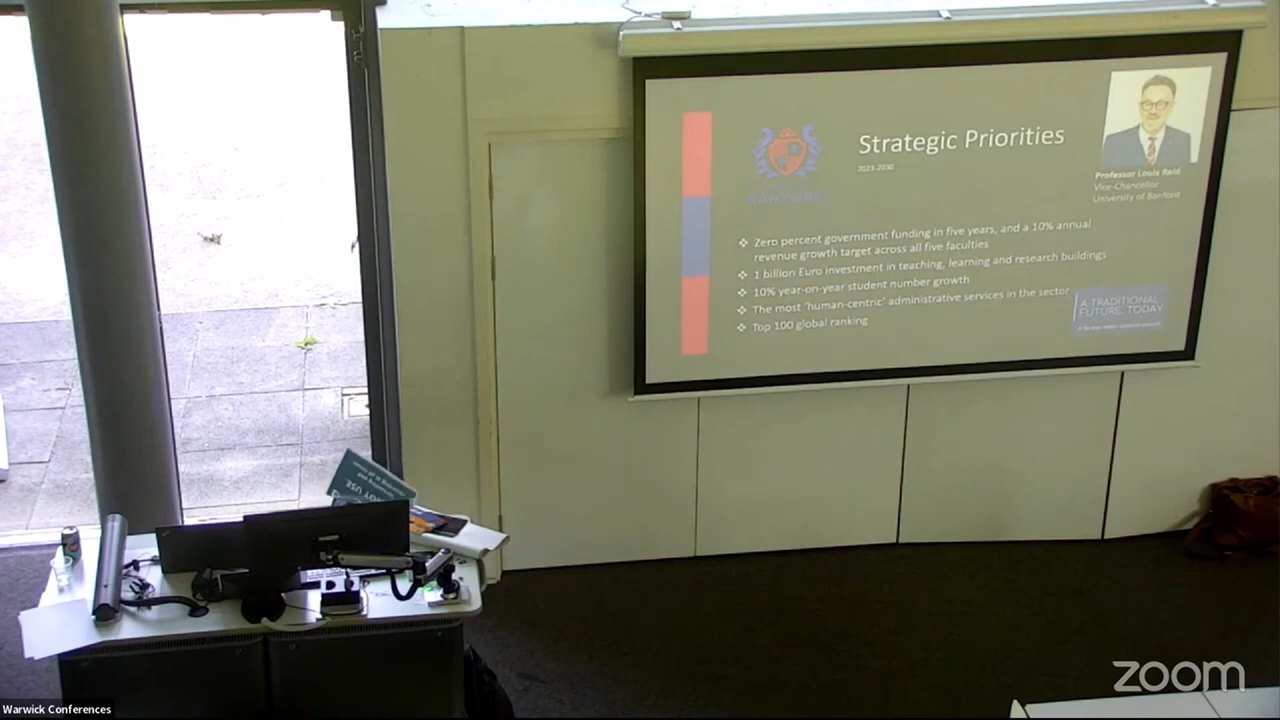 Strategic Priorities
2023-2030
Professor Louis Reid
Vice-Chancellor
University of Banford
BANFORD
❖ Zero percent government funding in five years, and a 10% annual
revenue growth target across all five faculties
❖ 1 billion Euro investment in teaching, learning and research buildings
❖ 10% year-on-year student number growth
❖ The most 'human-centric' administrative services in the sector
❖ Top 100 global ranking
A TRADITIONAL
FUTURE, TODAY
zoom
Warwick Conferences